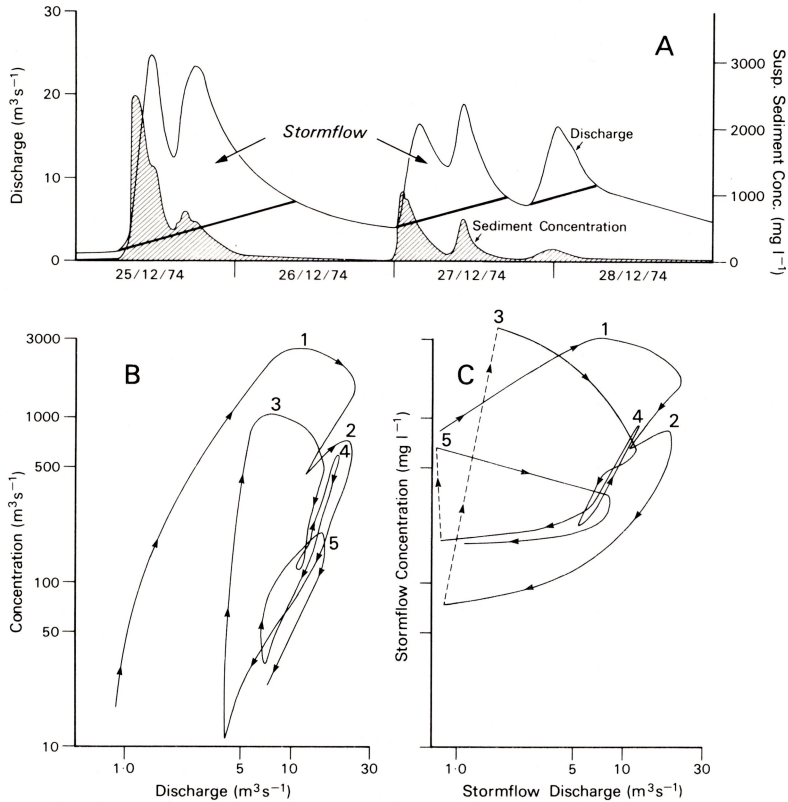 A
30
20
10
0
Discharge (m³s⁻¹)
Stormflow
Discharge
Sediment Concentration
3000
2000
1000
0
Susp. Sediment Conc. (mg l⁻¹)
25/12/74 26/12/74 27/12/74 28/12/74
B
3000
1000
500
100
50
10
Concentration (m³s⁻¹)
1
3
2
4
5
1·0 5 10 30
Discharge (m³s⁻¹)
C
Stormflow Concentration (mg l⁻¹)
3
1
4
2
5
1·0 5 10 30
Stormflow Discharge (m³s⁻¹)